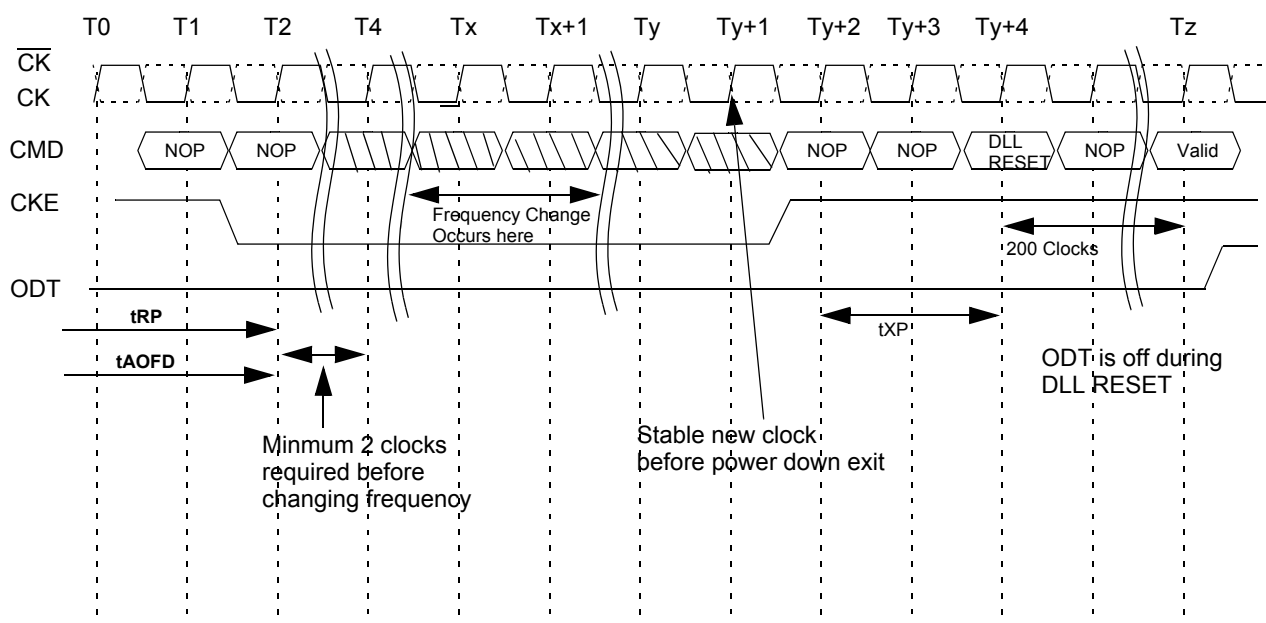 T0 T1 T2 T4 Tx Tx+1 Ty Ty+1 Ty+2 Ty+3 Ty+4 Tz
CK
CK
CMD NOP NOP NOP NOP DLL RESET NOP Valid
CKE
Frequency Change
Occurs here
200 Clocks
ODT
tRP
tXP
tAOFD
ODT is off during
DLL RESET
Minmum 2 clocks
required before
changing frequency
Stable new clock
before power down exit